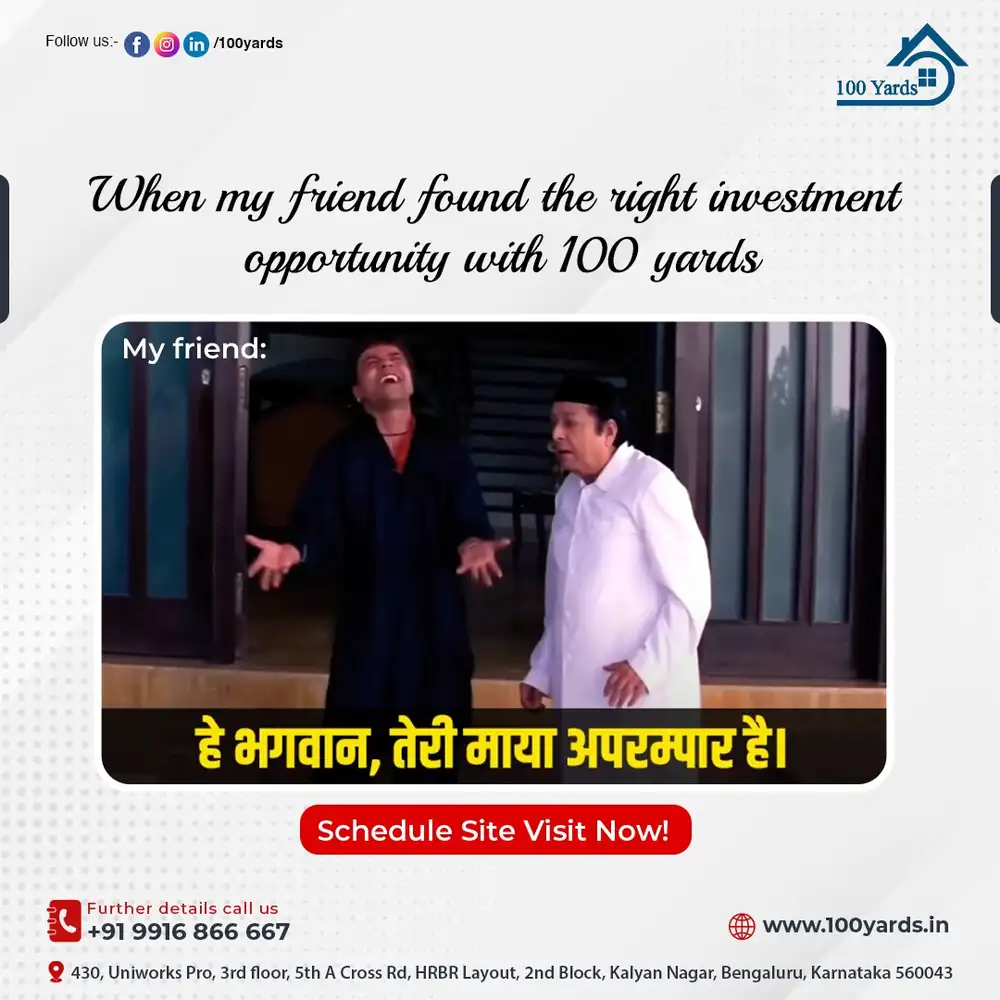 Follow us:- /100yards
100 Yards
When my friend found the right investment
opportunity with 100 yards
My friend:
हे भगवान, तेरी माया अपरम्पार है।
Schedule Site Visit Now!
Further details call us
+91 9916 866 667
www.100yards.in
430, Uniworks Pro, 3rd floor, 5th A Cross Rd, HRBR Layout, 2nd Block, Kalyan Nagar, Bengaluru, Karnataka 560043